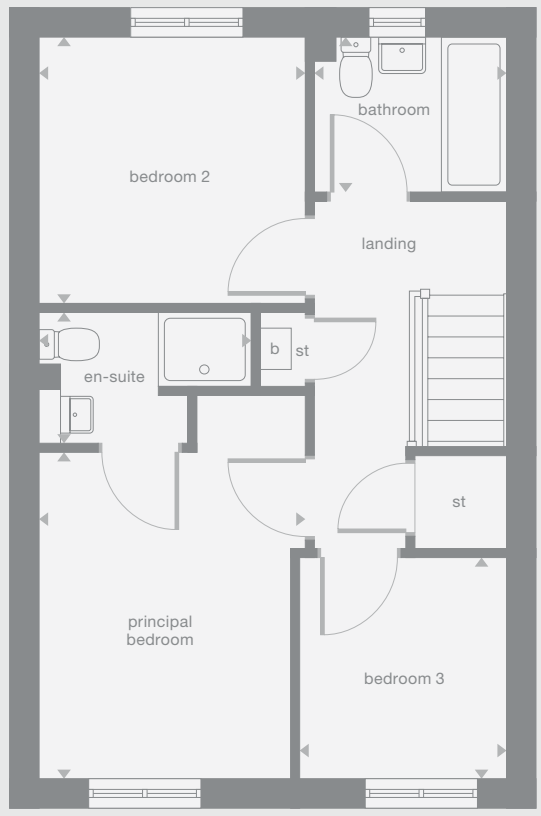 bathroom
bedroom 2
landing
b
st
en-suite
st
principal
bedroom
bedroom 3